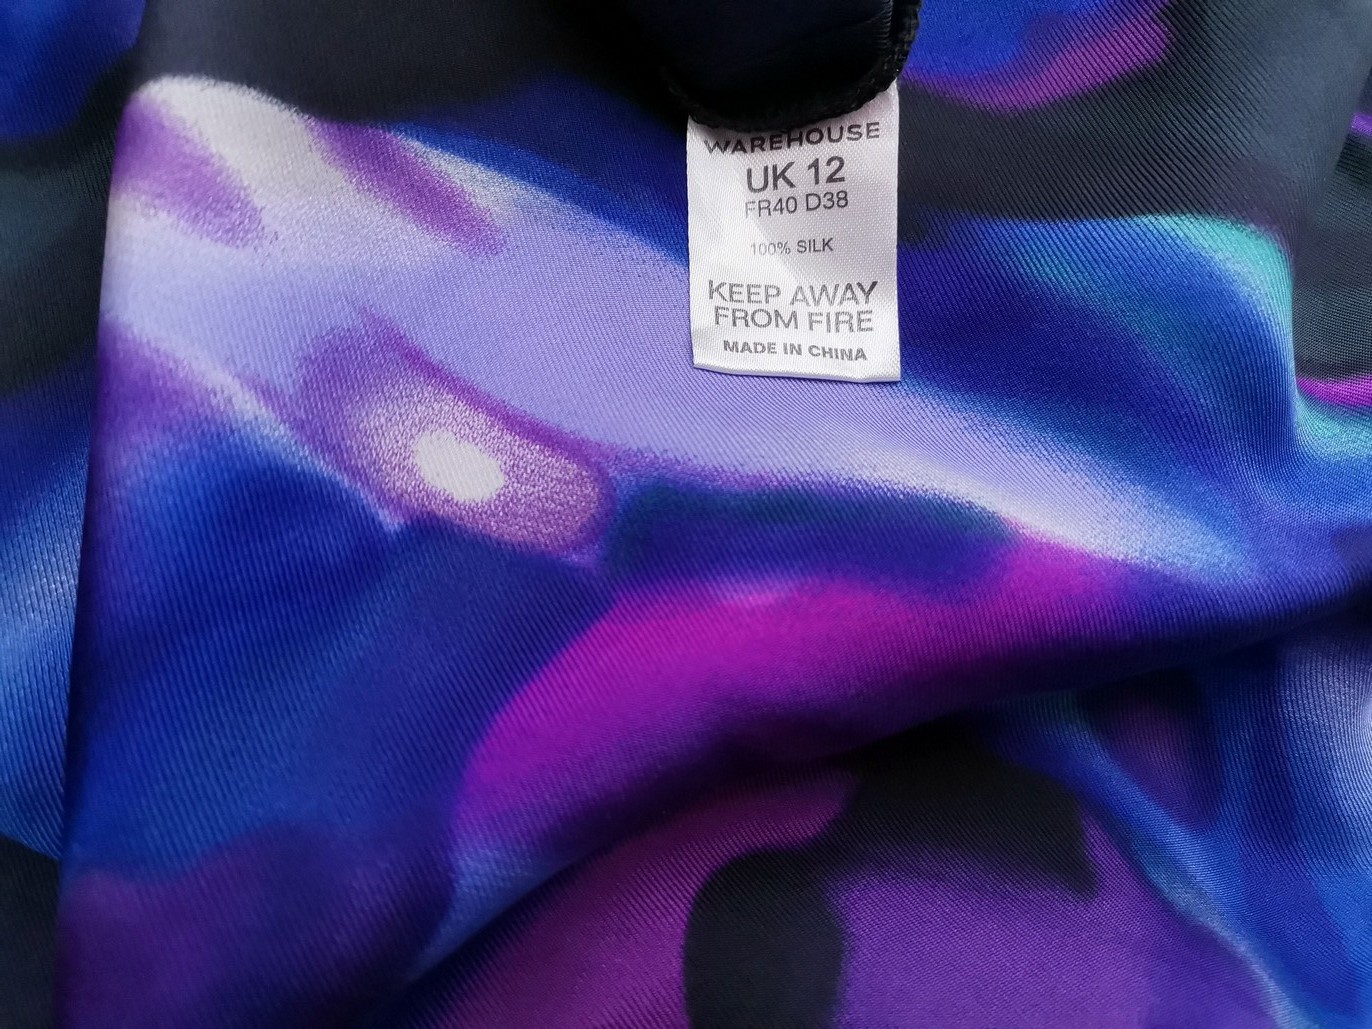 WAREHOUSE
UK 12
FR40 D38
100% SILK
KEEP AWAY
FROM FIRE
MADE IN CHINA